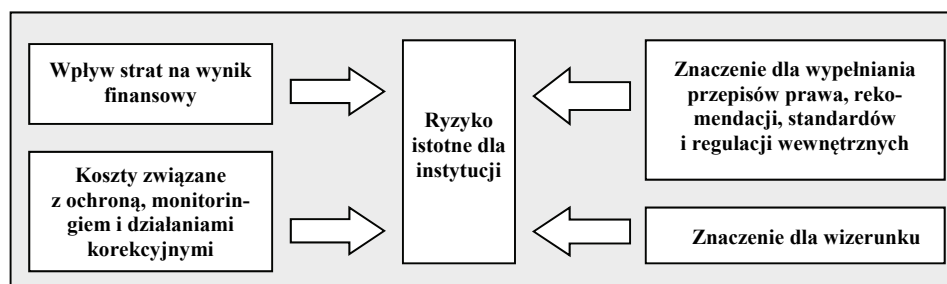 Wpływ strat na wynik
finansowy
Koszty związane
z ochroną, monitorin-
giem i działaniami
korekcyjnymi
Ryzyko
istotne dla
instytucji
Znaczenie dla wypełniania
przepisów prawa, reko-
mendacji, standardów
i regulacji wewnętrznych
Znaczenie dla wizerunku